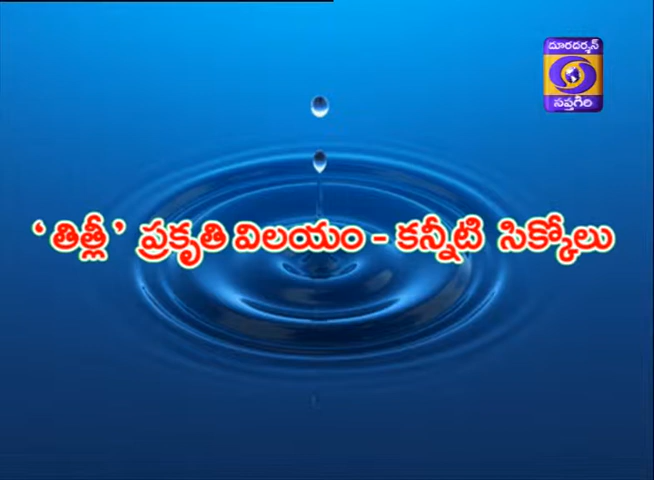 దూరదర్శన్
సప్తగిరి
‘తిత్లీ’ ప్రకృతి విలయం - కన్నీటి సిక్కోలు